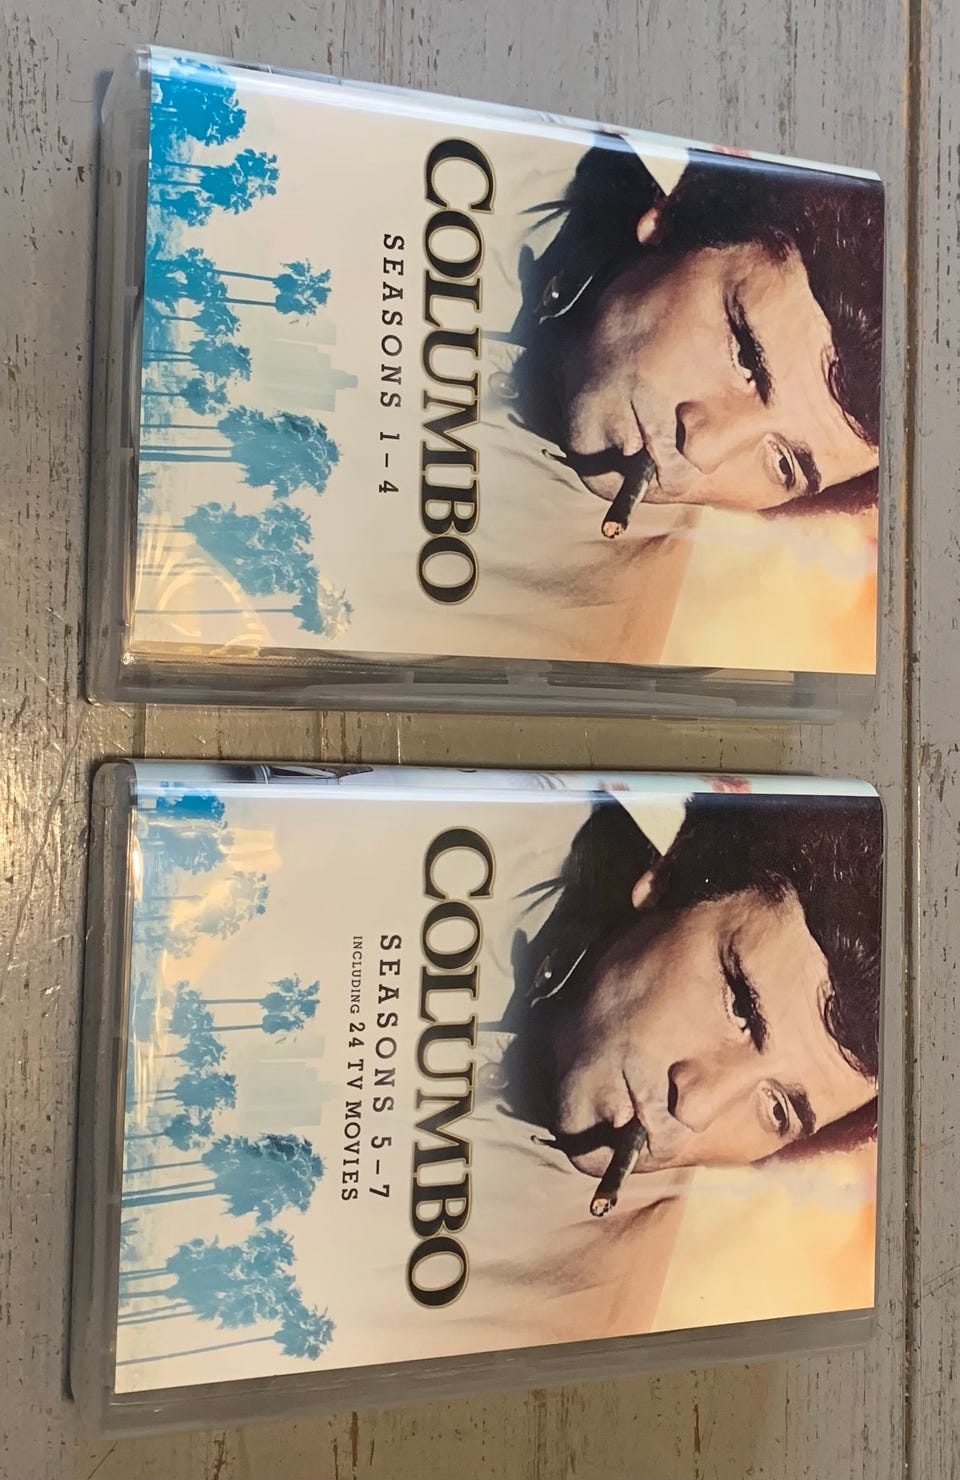 COLUMBO
SEASONS 1-4
COLUMBO
SEASONS 5-7
INCLUDING 24 TV MOVIES